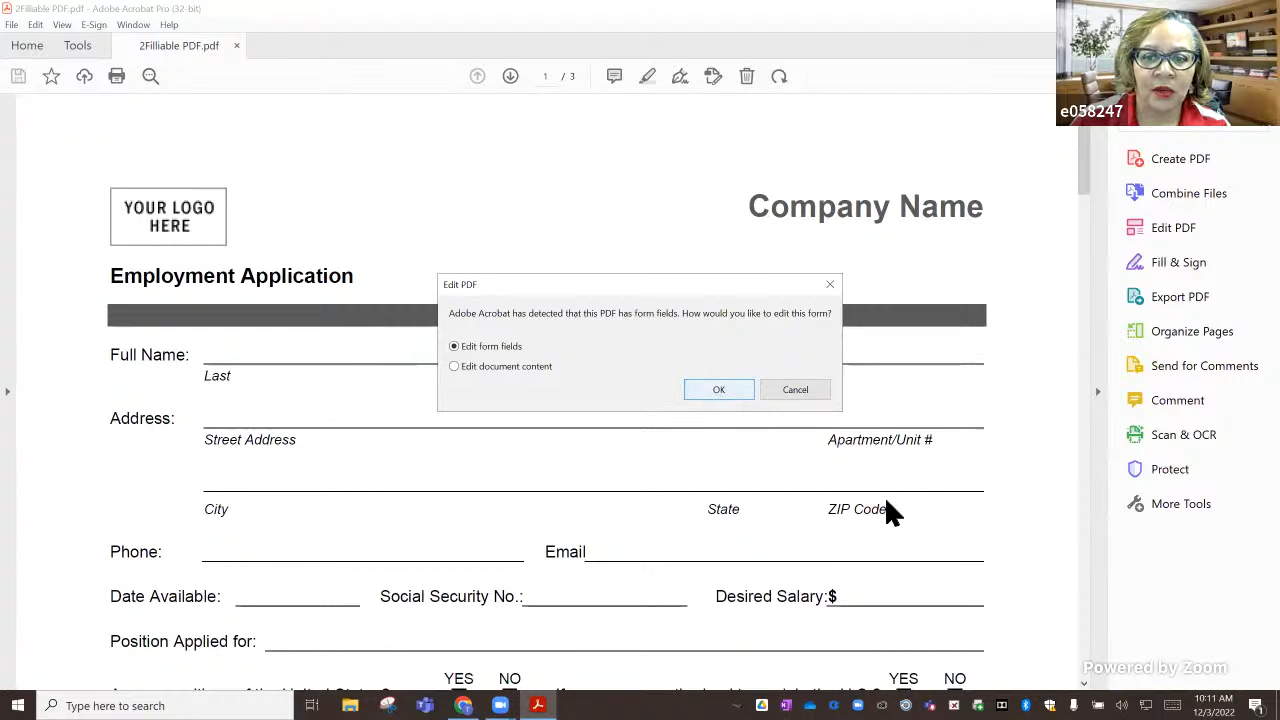 2Fillable PDF.pdf - Adobe Acrobat Pro (32-bit)
File Edit View E-Sign Window Help
Home Tools 2Filliable PDF.pdf ×
1 / 3
e058247
Create PDF
Combine Files
Edit PDF
Fill & Sign
Export PDF
Organize Pages
Send for Comments
Comment
Scan & OCR
Protect
More Tools
YOUR LOGO
HERE
Company Name
Employment Application
Edit PDF
Adobe Acrobat has detected that this PDF has form fields. How would you like to edit this form?
Edit form fields
Edit document content
OK Cancel
Full Name:
Last
Address:
Street Address Apartment/Unit #
City State ZIP Code
Phone: Email
Date Available: Social Security No.: Desired Salary:$
Position Applied for:
YES NO YES NO
Powered by Zoom
Type here to search
10:11 AM
12/3/2022
1